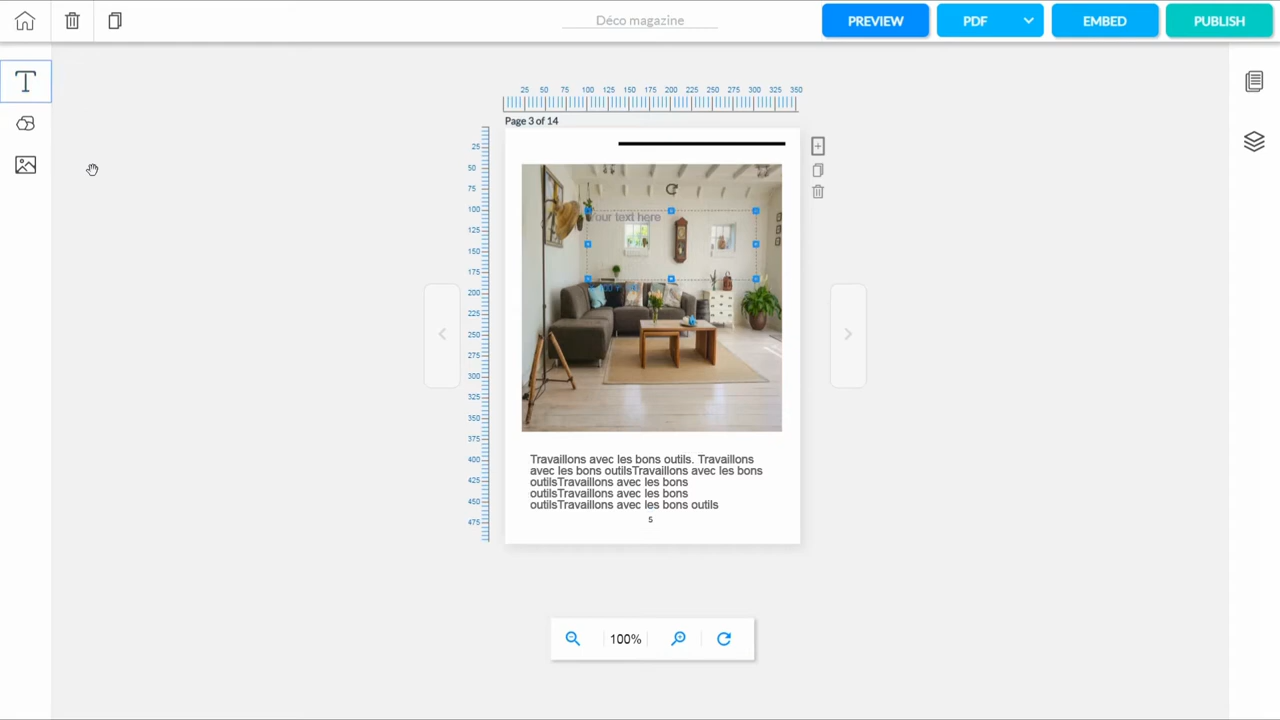 Déco magazine
PREVIEW
PDF
EMBED
PUBLISH
25 50 75 100 125 150 175 200 225 250 275 300 325 350
Page 3 of 14
25
50
75
100
125
150
175
200
225
250
275
300
325
350
375
400
425
450
475
Your text here
Travaillons avec les bons outils. Travaillons
avec les bons outilsTravaillons avec les bons
outilsTravaillons avec les bons
outilsTravaillons avec les bons
outilsTravaillons avec les bons outils
5
100%